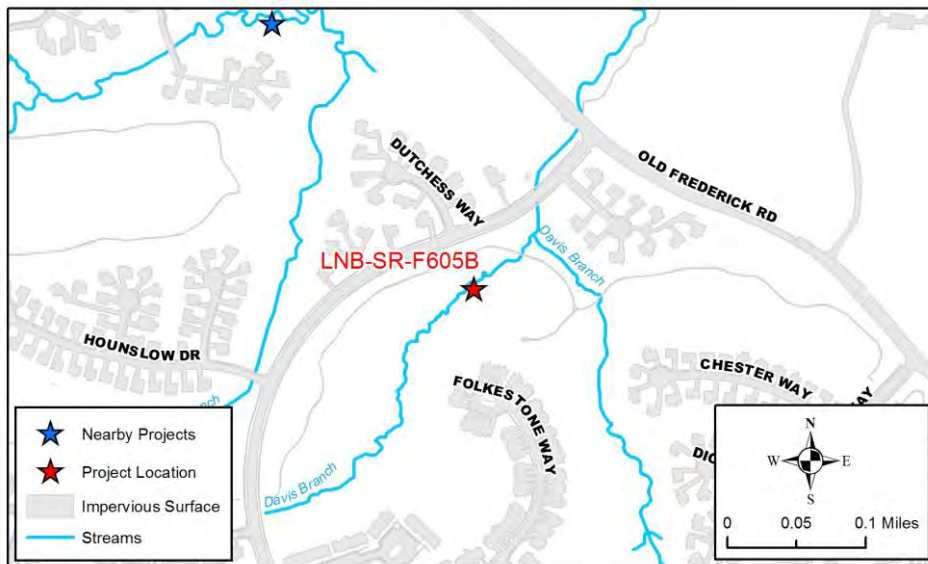 DUTCHESS WAY
OLD FREDERICK RD
LNB-SR-F605B
Davis Branch
HOUNSLOW DR
CHESTER WAY
FOLKESTONE WAY
Davis Branch
Nearby Projects
Project Location
Impervious Surface
Streams
N
W E
S
0 0.05 0.1 Miles